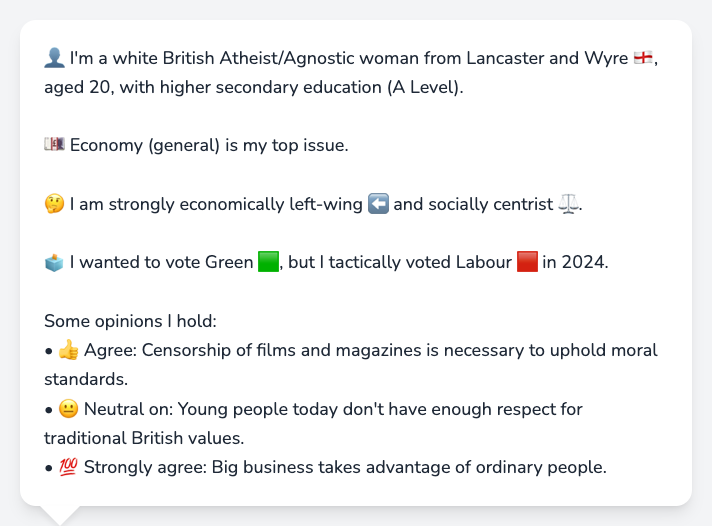 👤 I'm a white British Atheist/Agnostic woman from Lancaster and Wyre 🏴󠁧󠁢󠁥󠁮󠁧󠁿,
aged 20, with higher secondary education (A Level).
💷 Economy (general) is my top issue.
🤔 I am strongly economically left-wing ⬅️ and socially centrist ⚖️.
🗳️ I wanted to vote Green 🟩, but I tactically voted Labour 🟥 in 2024.
Some opinions I hold:
• 👍 Agree: Censorship of films and magazines is necessary to uphold moral
standards.
• 😐 Neutral on: Young people today don't have enough respect for
traditional British values.
• 💯 Strongly agree: Big business takes advantage of ordinary people.